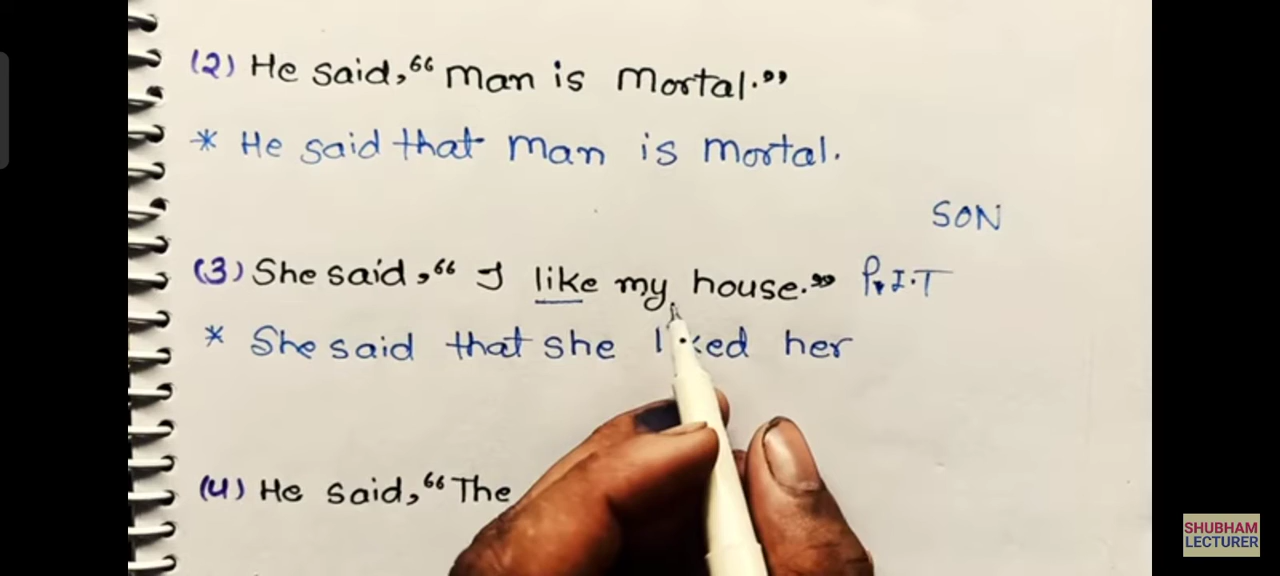 (2) He said, “Man is Mortal.”
* He said that man is mortal.
SON
(3) She said, “I like my house.” Pr.I.T
* She said that she liked her
(4) He said, “The
SHUBHAM
LECTURER